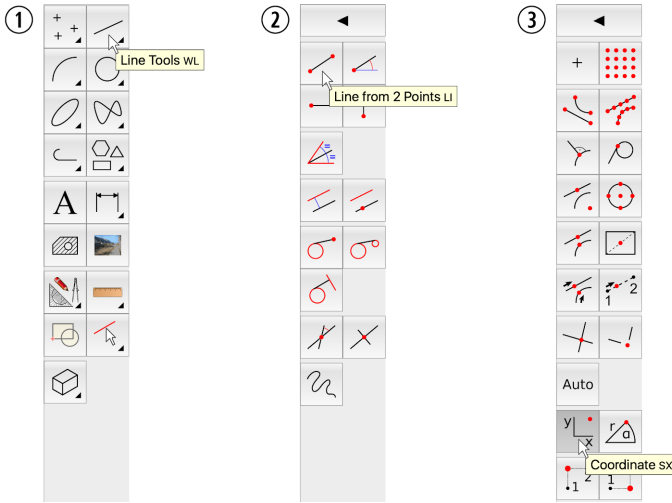 1
Line Tools WL
A
2
Line from 2 Points LI
=
=
3
1
2
Auto
y
x
r
a
Coordinate SX
1
2
1